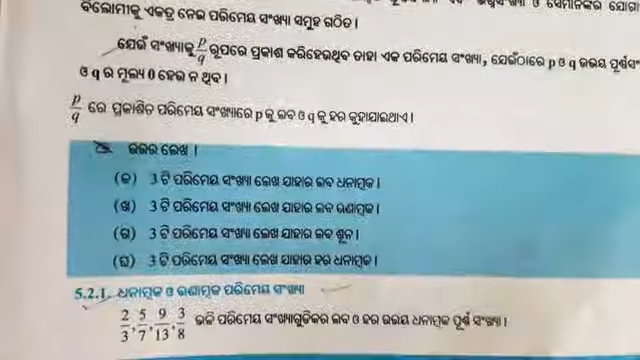 ବିଲୋମୀକୁ ଏକତ୍ର ନେଇ ପରିମେୟ ସଂଖ୍ୟା ସମୂହ ଗଠିତ।
ଯେଉଁ ସଂଖ୍ୟାକୁ p/q ରୂପରେ ପ୍ରକାଶ କରିହେଉଥିବ ତାହା ଏକ ପରିମେୟ ସଂଖ୍ୟା, ଯେଉଁଠାରେ p ଓ q ଉଭୟ ପୂର୍ଣ୍ଣସଂ
ଓ q ର ମୂଲ୍ୟ 0 ହେଉ ନ ଥିବ।
p/q ରେ ପ୍ରକାଶିତ ପରିମେୟ ସଂଖ୍ୟାରେ p କୁ ଲବ ଓ q କୁ ହର କୁହାଯାଇଥାଏ।
ଉତ୍ତର ଲେଖ।
(କ) 3 ଟି ପରିମେୟ ସଂଖ୍ୟା ଲେଖ ଯାହାର ଲବ ଧନାତ୍ମକ।
(ଖ) 3 ଟି ପରିମେୟ ସଂଖ୍ୟା ଲେଖ ଯାହାର ଲବ ଋଣାତ୍ମକ।
(ଗ) 3 ଟି ପରିମେୟ ସଂଖ୍ୟା ଲେଖ ଯାହାର ଲବ ଶୂନ।
(ଘ) 3 ଟି ପରିମେୟ ସଂଖ୍ୟା ଲେଖ ଯାହାର ହର ଧନାତ୍ମକ।
5.2.1. ଧନାତ୍ମକ ଓ ଋଣାତ୍ମକ ପରିମେୟ ସଂଖ୍ୟା
2/3, 5/7, 9/13, 3/8 ଭଳି ପରିମେୟ ସଂଖ୍ୟାଗୁଡିକର ଲବ ଓ ହର ଉଭୟ ଧନାତ୍ମକ ପୂର୍ଣ୍ଣ ସଂଖ୍ୟା।